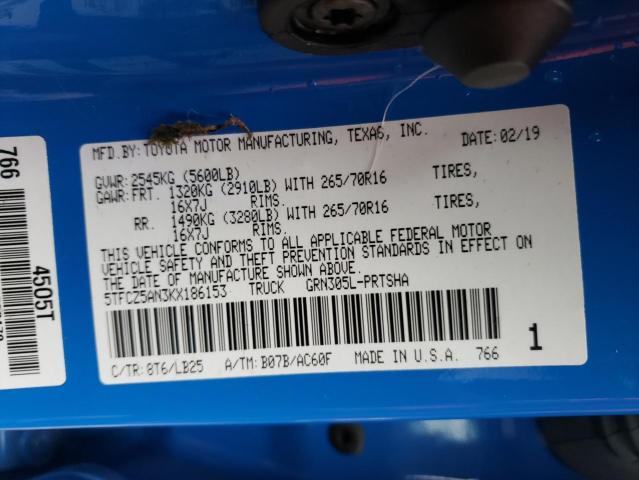 MFD.BY: TOYOTA MOTOR MANUFACTURING, TEXAS, INC. DATE: 02/19
GVWR: 2545KG (5600LB)
GAWR: FRT. 1320KG (2910LB) WITH 265/70R16 TIRES,
16X7J RIMS.
RR. 1490KG (3280LB) WITH 265/70R16 TIRES,
16X7J RIMS.
THIS VEHICLE CONFORMS TO ALL APPLICABLE FEDERAL MOTOR
VEHICLE SAFETY AND THEFT PREVENTION STANDARDS IN EFFECT ON
DATE OF MANUFACTURE SHOWN ABOVE.
5TFCZ5AN3KX186153 TRUCK GRN305L-PRTSHA
1
C/TR: 8T6/LB25 A/TM: B07B/AC60F MADE IN U.S.A. 766
766
4505T